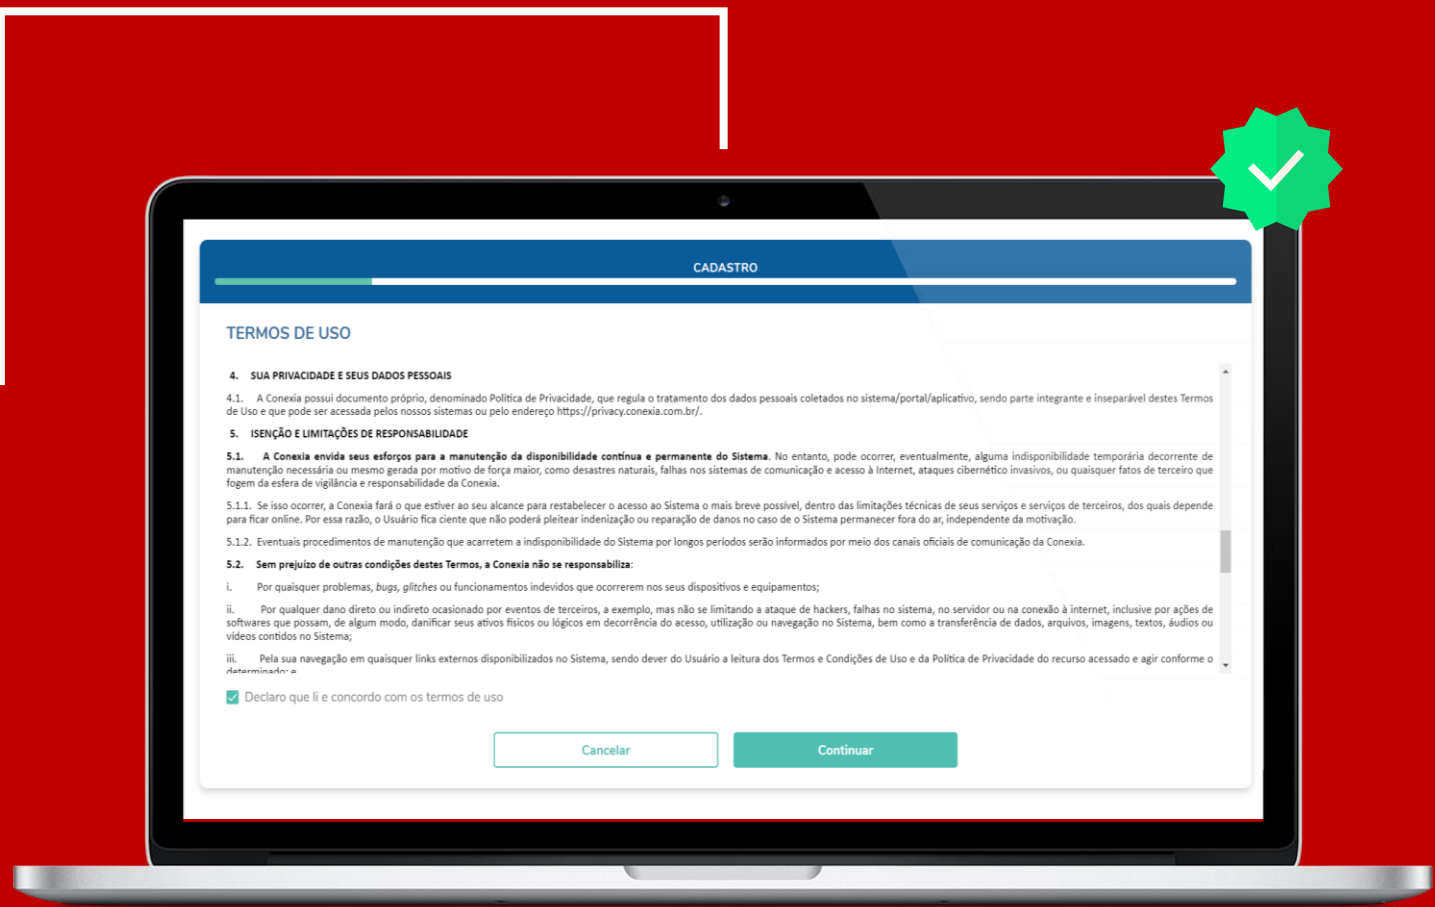 CADASTRO
TERMOS DE USO
4. SUA PRIVACIDADE E SEUS DADOS PESSOAIS
4.1. A Conexia possui documento próprio, denominado Política de Privacidade, que regula o tratamento dos dados pessoais coletados no sistema/portal/aplicativo, sendo parte integrante e inseparável destes Termos
de Uso e que pode ser acessada pelos nossos sistemas ou pelo endereço https://privacy.conexia.com.br/.
5. ISENÇÃO E LIMITAÇÕES DE RESPONSABILIDADE
5.1. A Conexia envida seus esforços para a manutenção da disponibilidade contínua e permanente do Sistema. No entanto, pode ocorrer, eventualmente, alguma indisponibilidade temporária decorrente de
manutenção necessária ou mesmo gerada por motivo de força maior, como desastres naturais, falhas nos sistemas de comunicação e acesso à Internet, ataques cibernético invasivos, ou quaisquer fatos de terceiro que
fogem da esfera de vigilância e responsabilidade da Conexia.
5.1.1. Se isso ocorrer, a Conexia fará o que estiver ao seu alcance para restabelecer o acesso ao Sistema o mais breve possível, dentro das limitações técnicas de seus serviços e serviços de terceiros, dos quais depende
para ficar online. Por essa razão, o Usuário fica ciente que não poderá pleitear indenização ou reparação de danos no caso de o Sistema permanecer fora do ar, independente da motivação.
5.1.2. Eventuais procedimentos de manutenção que acarretem a indisponibilidade do Sistema por longos períodos serão informados por meio dos canais oficiais de comunicação da Conexia.
5.2. Sem prejuízo de outras condições destes Termos, a Conexia não se responsabiliza:
i. Por quaisquer problemas, bugs, glitches ou funcionamentos indevidos que ocorrerem nos seus dispositivos e equipamentos;
ii. Por qualquer dano direto ou indireto ocasionado por eventos de terceiros, a exemplo, mas não se limitando a ataque de hackers, falhas no sistema, no servidor ou na conexão à internet, inclusive por ações de
softwares que possam, de algum modo, danificar seus ativos físicos ou lógicos em decorrência do acesso, utilização ou navegação no Sistema, bem como a transferência de dados, arquivos, imagens, textos, áudios ou
vídeos contidos no Sistema;
iii. Pela sua navegação em quaisquer links externos disponibilizados no Sistema, sendo dever do Usuário a leitura dos Termos e Condições de Uso e da Política de Privacidade do recurso acessado e agir conforme o
determinado; e
Declaro que li e concordo com os termos de uso
Cancelar
Continuar